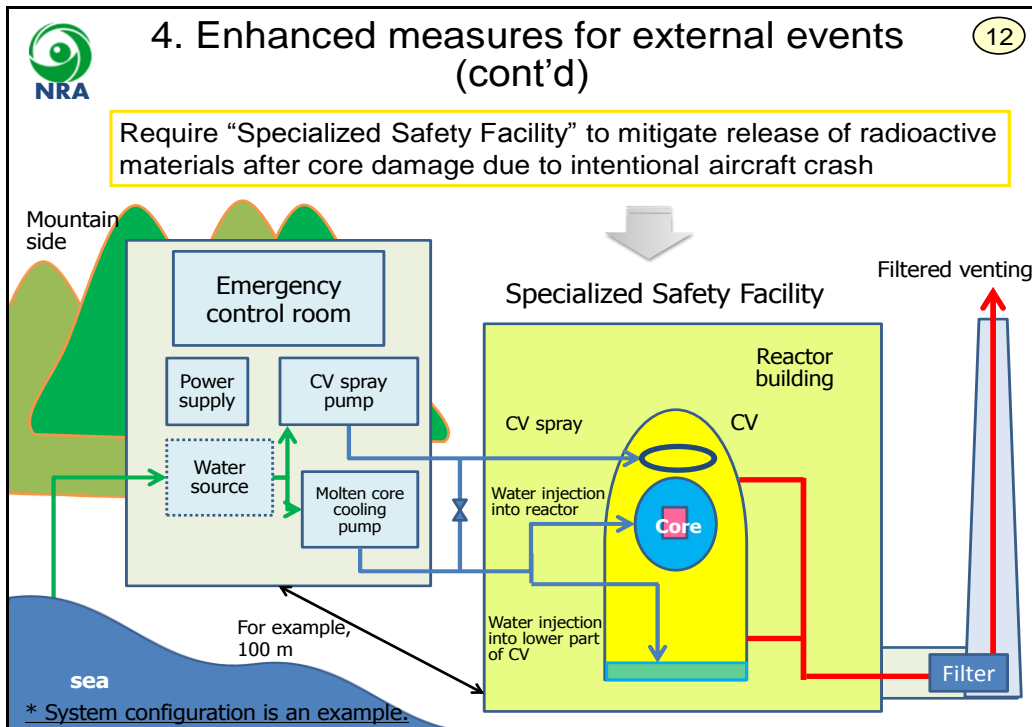 NRA
4. Enhanced measures for external events
(cont'd)
12
Require “Specialized Safety Facility” to mitigate release of radioactive
materials after core damage due to intentional aircraft crash
Mountain
side
Emergency
control room
Power
supply
CV spray
pump
Water
source
Molten core
cooling
pump
For example,
100 m
sea
* System configuration is an example.
Specialized Safety Facility
Reactor
building
CV spray
CV
Water injection
into reactor
Core
Water injection
into lower part
of CV
Filtered venting
Filter